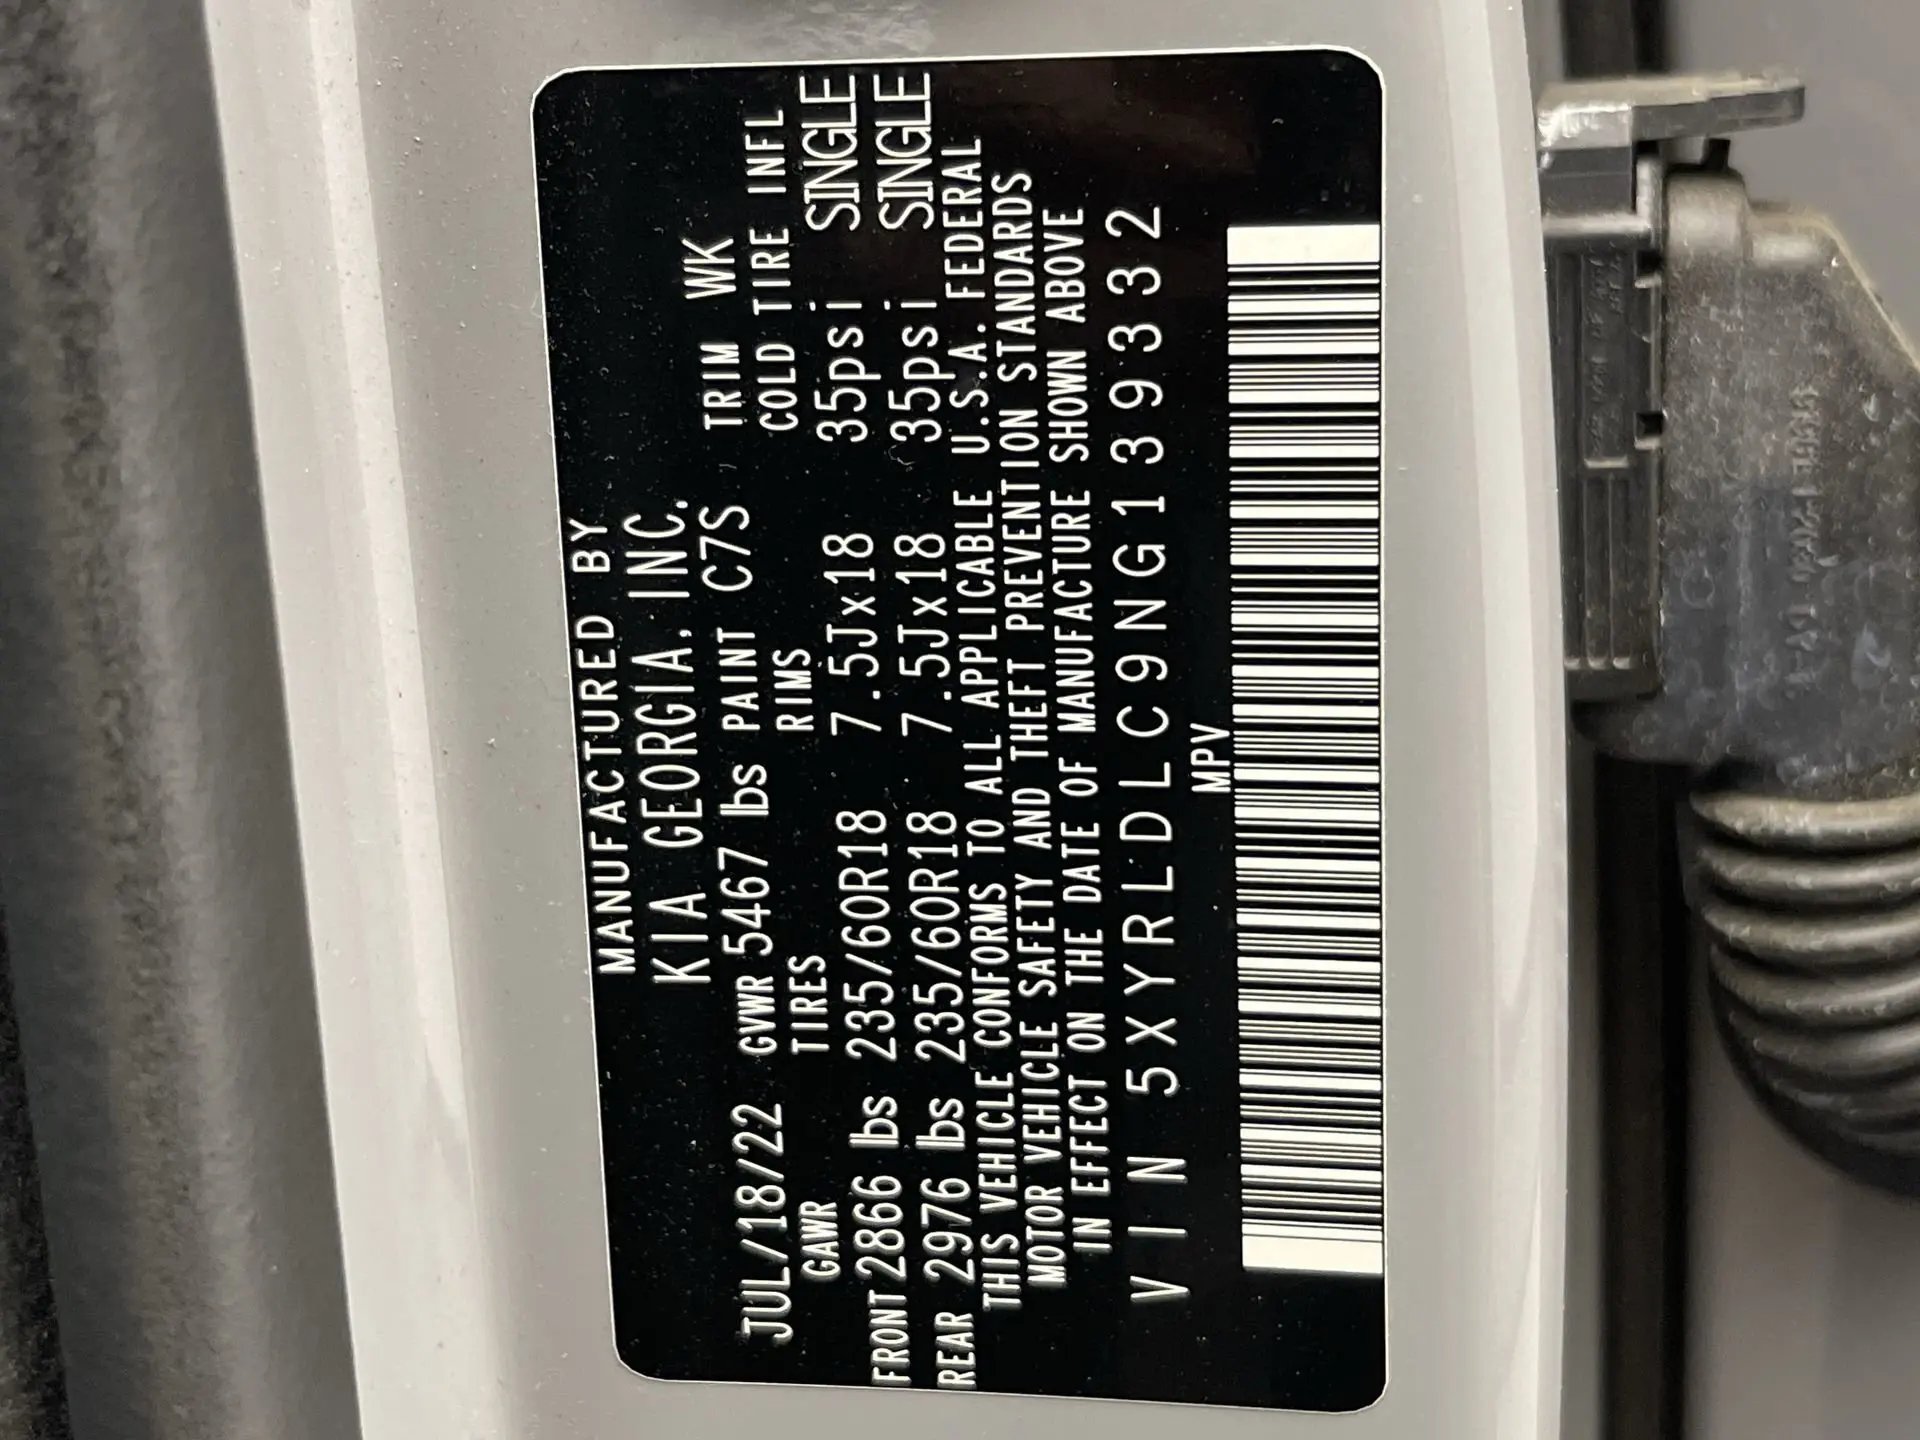 MANUFACTURED BY
KIA GEORGIA, INC.
JUL/18/22 GVWR 5467 lbs PAINT C7S TRIM WK
GAWR TIRES RIMS COLD TIRE INFL
FRONT 2866 lbs 235/60R18 7.5Jx18 35psi SINGLE
REAR 2976 lbs 235/60R18 7.5Jx18 35psi SINGLE
THIS VEHICLE CONFORMS TO ALL APPLICABLE U.S.A. FEDERAL
MOTOR VEHICLE SAFETY AND THEFT PREVENTION STANDARDS
IN EFFECT ON THE DATE OF MANUFACTURE SHOWN ABOVE
VIN 5XYRLDLC9NG139332
MPV